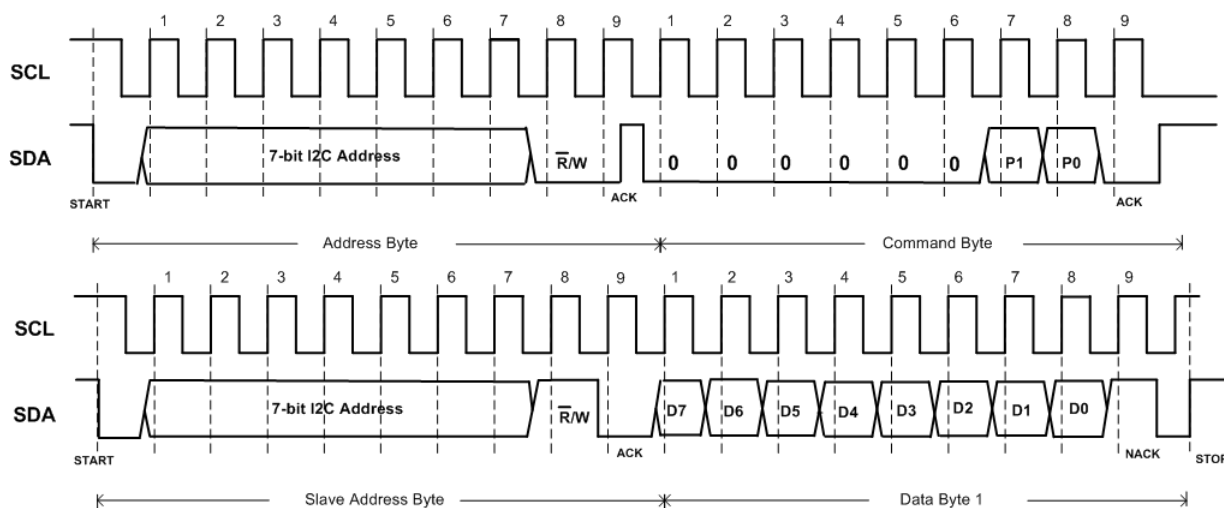 1 2 3 4 5 6 7 8 9 1 2 3 4 5 6 7 8 9
SCL
SDA 7-bit I2C Address R̅/W 0 0 0 0 0 0 P1 P0
START ACK ACK
Address Byte Command Byte
1 2 3 4 5 6 7 8 9 1 2 3 4 5 6 7 8 9
SCL
SDA 7-bit I2C Address R̅/W D7 D6 D5 D4 D3 D2 D1 D0
START ACK NACK STOP
Slave Address Byte Data Byte 1